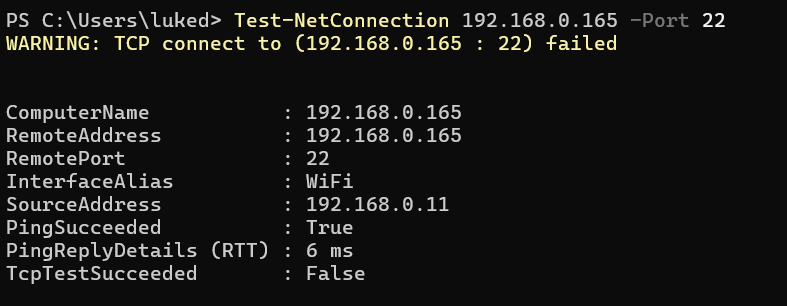 PS C:\Users\luked> Test-NetConnection 192.168.0.165 -Port 22
WARNING: TCP connect to (192.168.0.165 : 22) failed
ComputerName : 192.168.0.165
RemoteAddress : 192.168.0.165
RemotePort : 22
InterfaceAlias : WiFi
SourceAddress : 192.168.0.11
PingSucceeded : True
PingReplyDetails (RTT) : 6 ms
TcpTestSucceeded : False